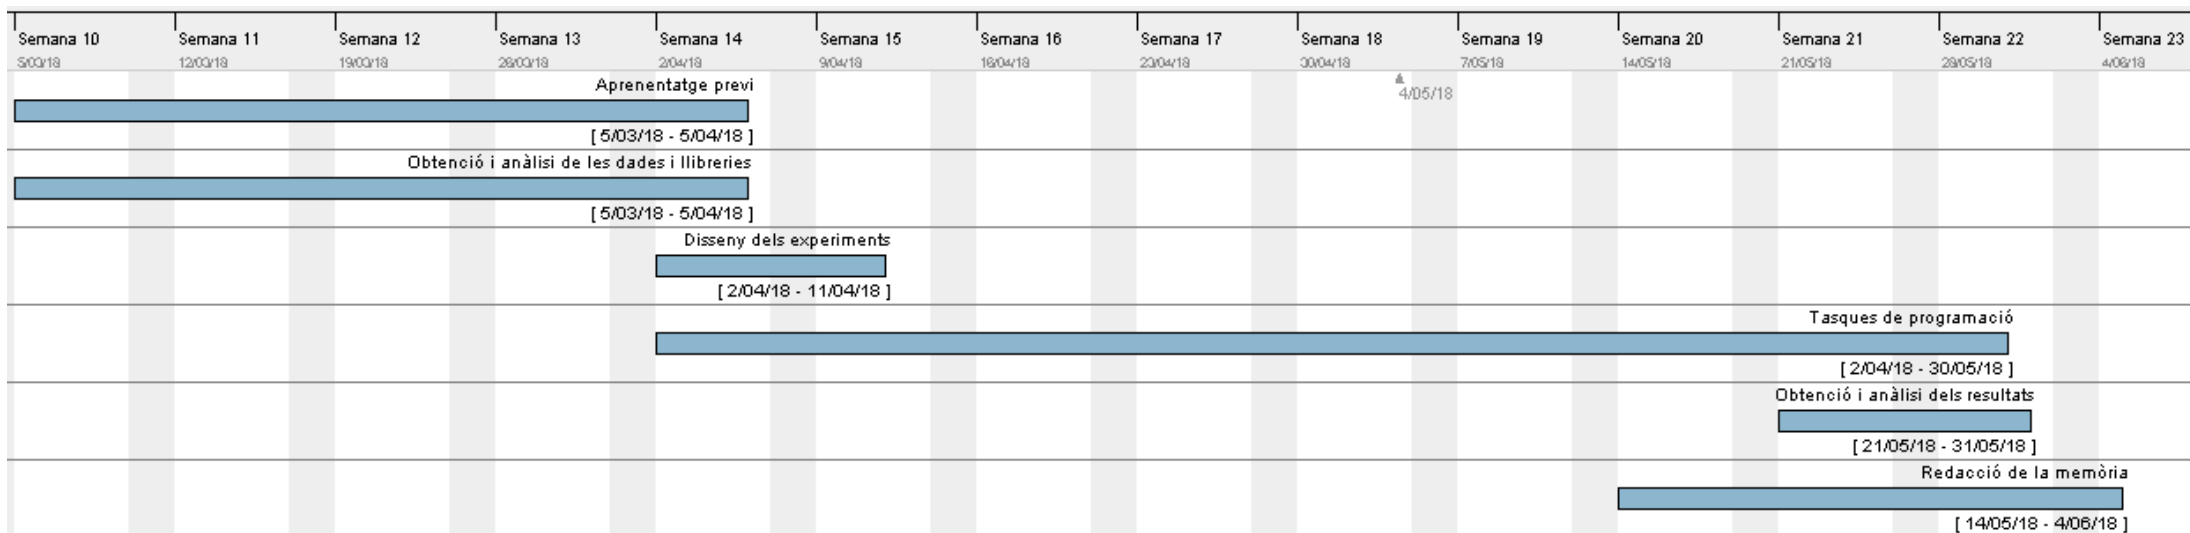 Semana 10 Semana 11 Semana 12 Semana 13 Semana 14 Semana 15 Semana 16 Semana 17 Semana 18 Semana 19 Semana 20 Semana 21 Semana 22 Semana 23
5/03/18 12/03/18 19/03/18 26/03/18 2/04/18 9/04/18 16/04/18 23/04/18 30/04/18 7/05/18 14/05/18 21/05/18 28/05/18 4/06/18
4/05/18
Aprenentatge previ
[ 5/03/18 - 5/04/18 ]
Obtenció i anàlisi de les dades i llibreries
[ 5/03/18 - 5/04/18 ]
Disseny dels experiments
[ 2/04/18 - 11/04/18 ]
Tasques de programació
[ 2/04/18 - 30/05/18 ]
Obtenció i anàlisi dels resultats
[ 21/05/18 - 31/05/18 ]
Redacció de la memòria
[ 14/05/18 - 4/06/18 ]